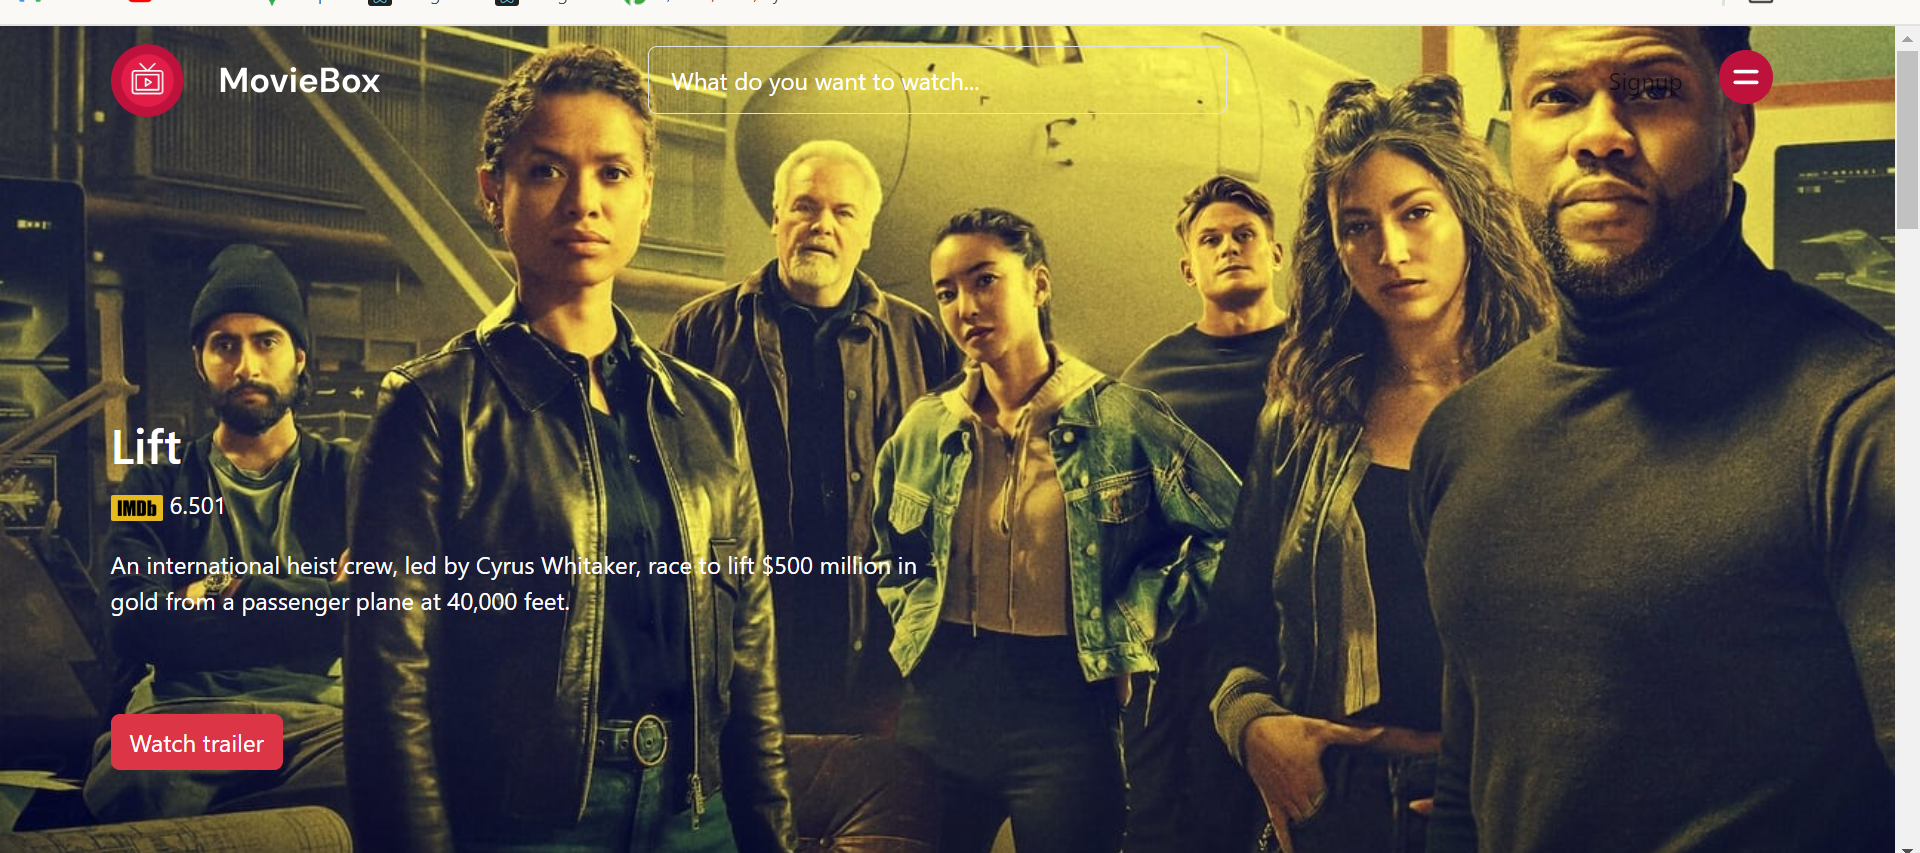 MovieBox
What do you want to watch...
Signup
Lift
IMDb 6.501
An international heist crew, led by Cyrus Whitaker, race to lift $500 million in
gold from a passenger plane at 40,000 feet.
Watch trailer